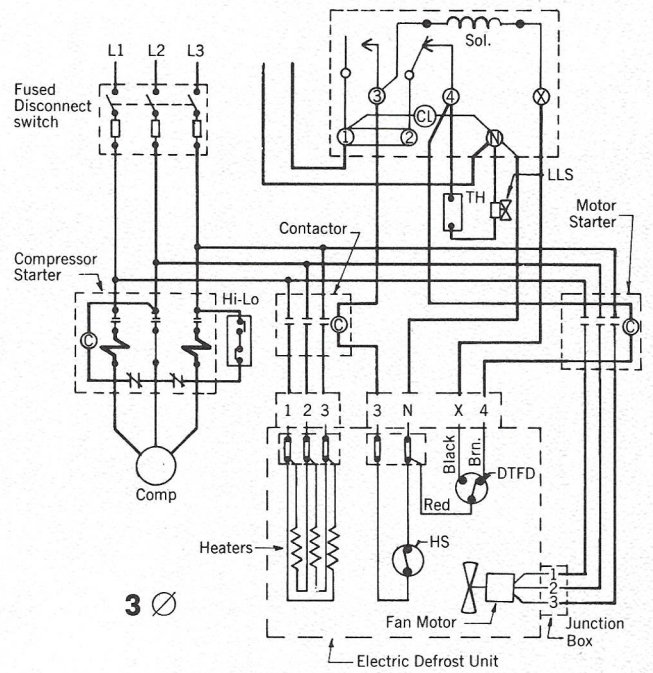 Sol.
L1 L2 L3
Fused
Disconnect
switch
3 4 X
CL
1 2 N
LLS
TH
Motor
Starter
Contactor
Compressor
Starter
Hi-Lo
C C C
1 2 3 3 N X 4
Black
Brn.
DTFD
Red
Comp
Heaters
HS
3 Ø
1
2
3
Fan Motor
Junction
Box
Electric Defrost Unit